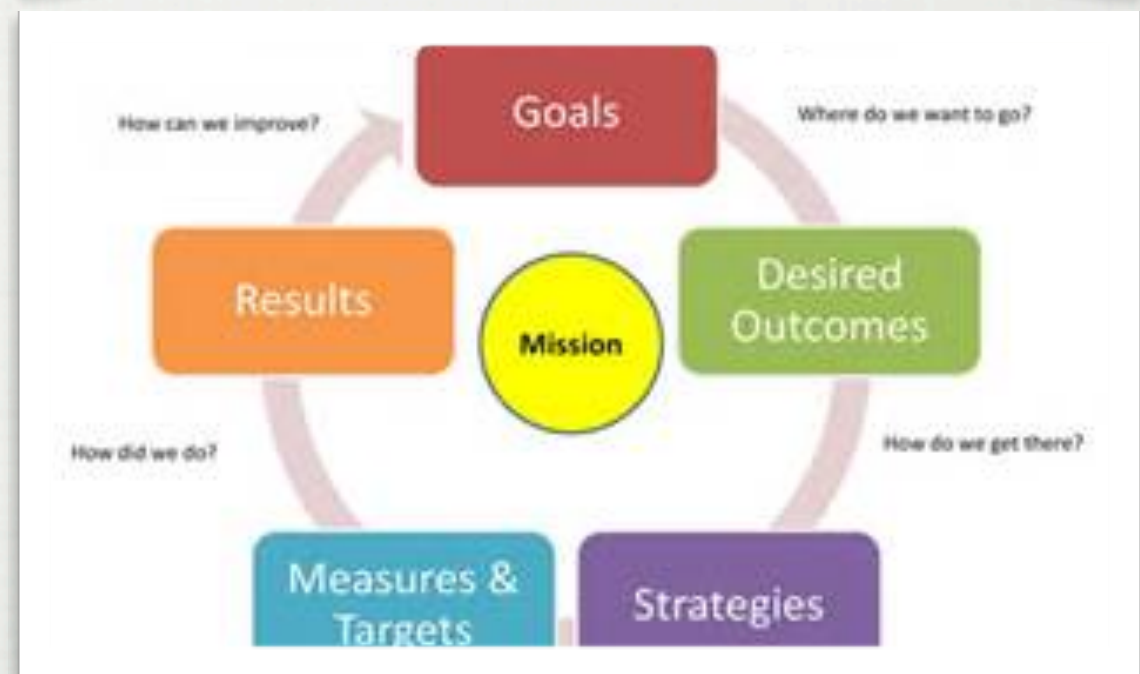 Goals
How can we improve?
Where do we want to go?
Results
Mission
Desired
Outcomes
How did we do?
How do we get there?
Measures &
Targets
Strategies